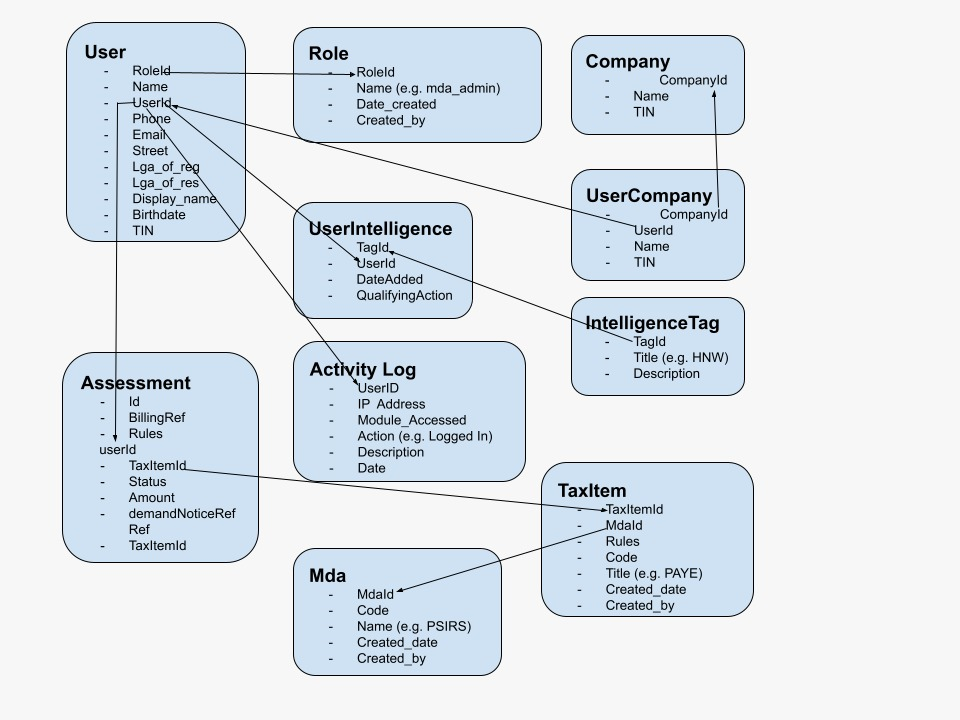 User
- RoleId
- Name
- UserId
- Phone
- Email
- Street
- Lga_of_reg
- Lga_of_res
- Display_name
- Birthdate
- TIN
Role
- RoleId
- Name (e.g. mda_admin)
- Date_created
- Created_by
Company
- CompanyId
- Name
- TIN
UserCompany
- CompanyId
- UserId
- Name
- TIN
UserIntelligence
- TagId
- UserId
- DateAdded
- QualifyingAction
IntelligenceTag
- TagId
- Title (e.g. HNW)
- Description
Assessment
- Id
- BillingRef
- Rules
userId
- TaxItemId
- Status
- Amount
- demandNoticeRef
Ref
- TaxItemId
Activity Log
- UserID
- IP Address
- Module_Accessed
- Action (e.g. Logged In)
- Description
- Date
TaxItem
- TaxItemId
- MdaId
- Rules
- Code
- Title (e.g. PAYE)
- Created_date
- Created_by
Mda
- MdaId
- Code
- Name (e.g. PSIRS)
- Created_date
- Created_by